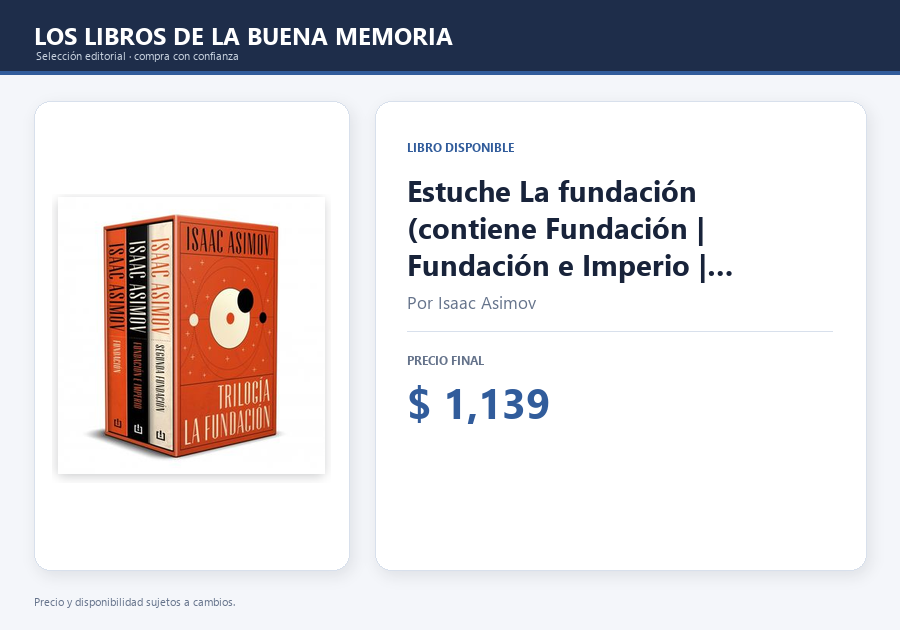 LOS LIBROS DE LA BUENA MEMORIA
Selección editorial · compra con confianza
ISAAC ASIMOV
FUNDACIÓN
ISAAC ASIMOV
FUNDACIÓN E IMPERIO
ISAAC ASIMOV
SEGUNDA FUNDACIÓN
ISAAC ASIMOV
TRILOGÍA
LA FUNDACIÓN
LIBRO DISPONIBLE
Estuche La fundación
(contiene Fundación |
Fundación e Imperio |...
Por Isaac Asimov
PRECIO FINAL
$ 1,139
Precio y disponibilidad sujetos a cambios.